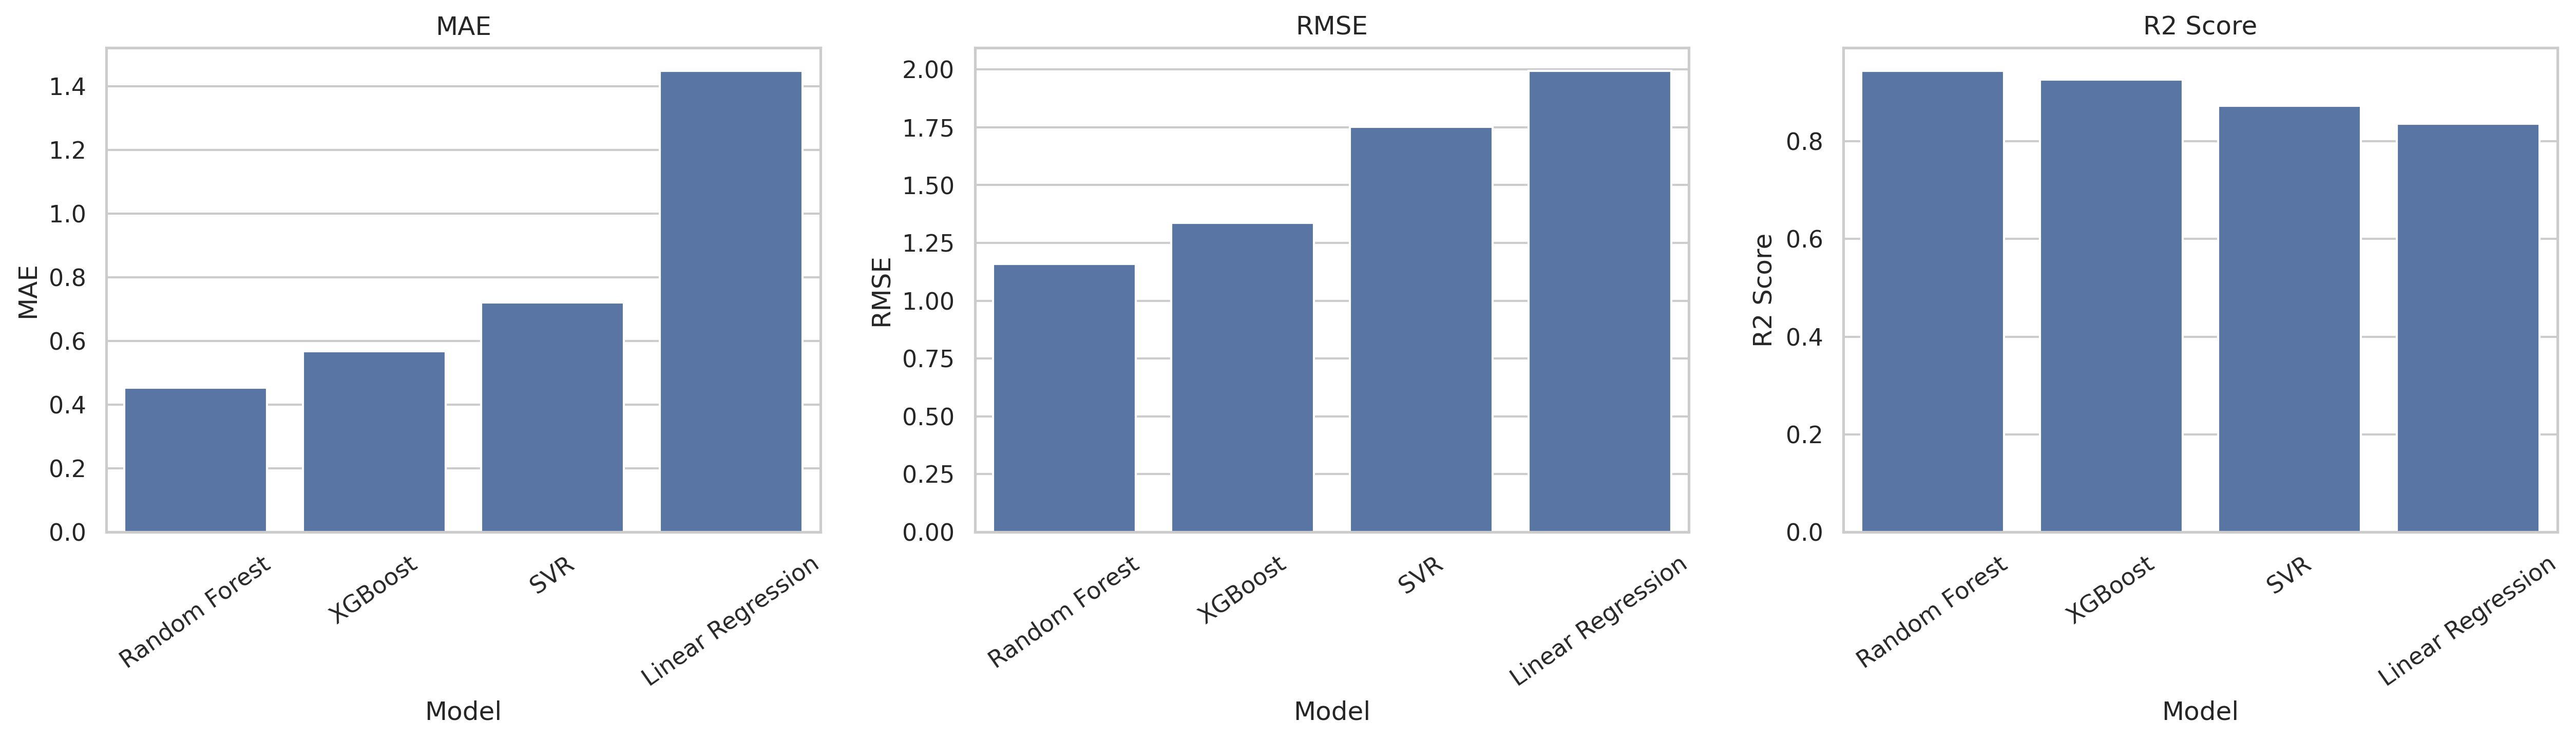 MAE
MAE
1.4
1.2
1.0
0.8
0.6
0.4
0.2
0.0
Random Forest
XGBoost
SVR
Linear Regression
Model
RMSE
RMSE
2.00
1.75
1.50
1.25
1.00
0.75
0.50
0.25
0.00
Random Forest
XGBoost
SVR
Linear Regression
Model
R2 Score
R2 Score
0.8
0.6
0.4
0.2
0.0
Random Forest
XGBoost
SVR
Linear Regression
Model